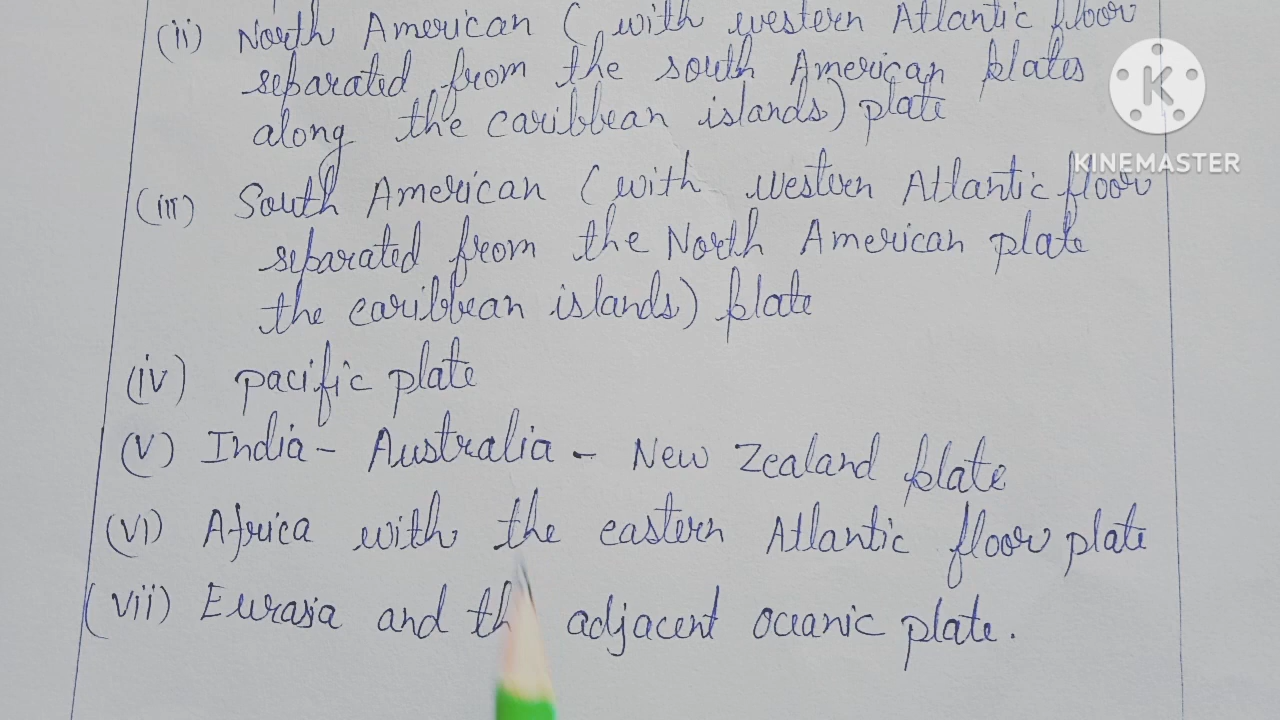 (ii) North American (with western Atlantic floor
separated from the south American plates
along the caribbean islands) plate
KINEMASTER
(iii) South American (with western Atlantic floor
separated from the North American plate
the caribbean islands) plate
(iv) pacific plate
(v) India - Australia - New Zealand plate
(vi) Africa with the eastern Atlantic floor plate
(vii) Eurasia and th adjacent oceanic plate.